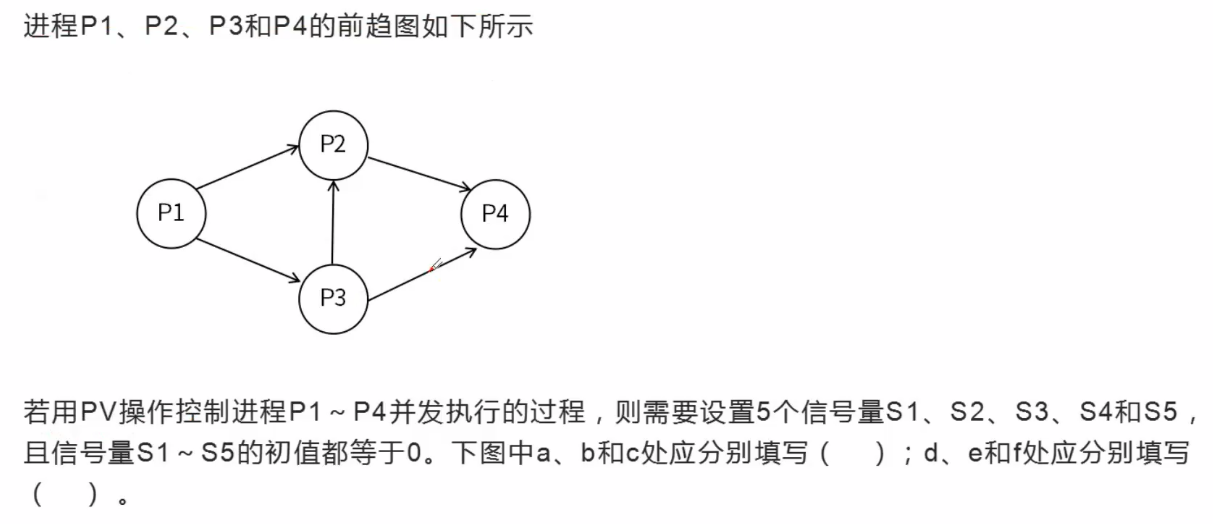 进程P1、P2、P3和P4的前趋图如下所示
P2
P1
P4
P3
若用PV操作控制进程P1~P4并发执行的过程，则需要设置5个信号量S1、S2、S3、S4和S5，
且信号量S1~S5的初值都等于0。下图中a、b和c处应分别填写（ ）；d、e和f处应分别填写
（ ）。